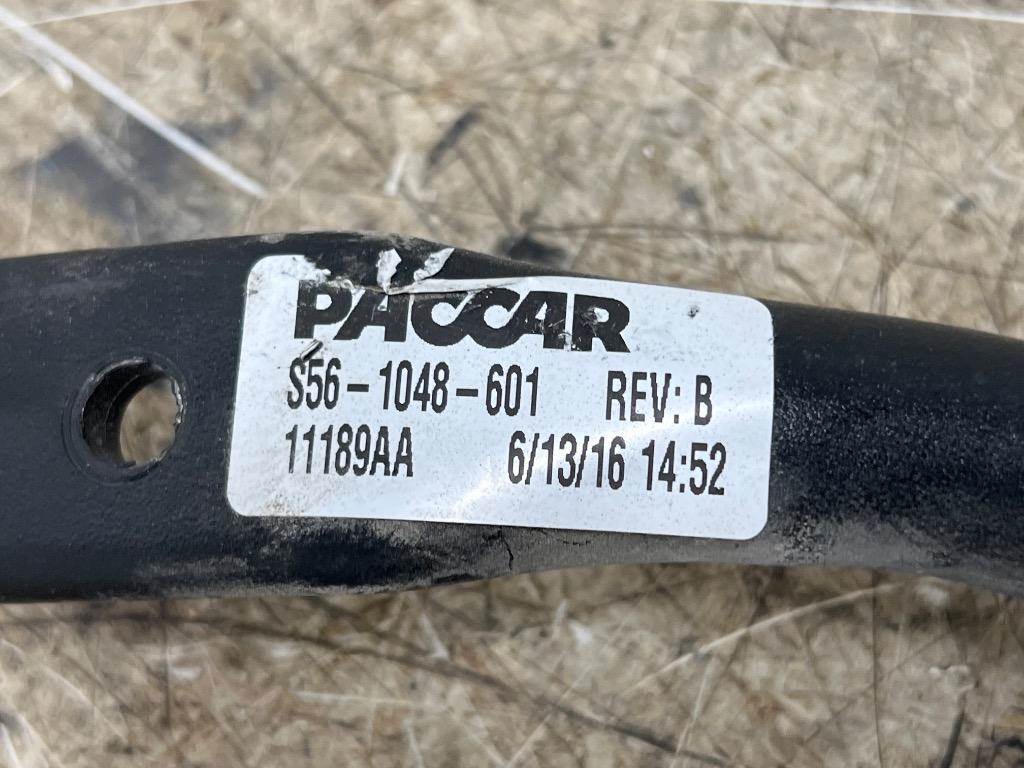 PACCAR
S56-1048-601 REV: B
11189AA 6/13/16 14:52